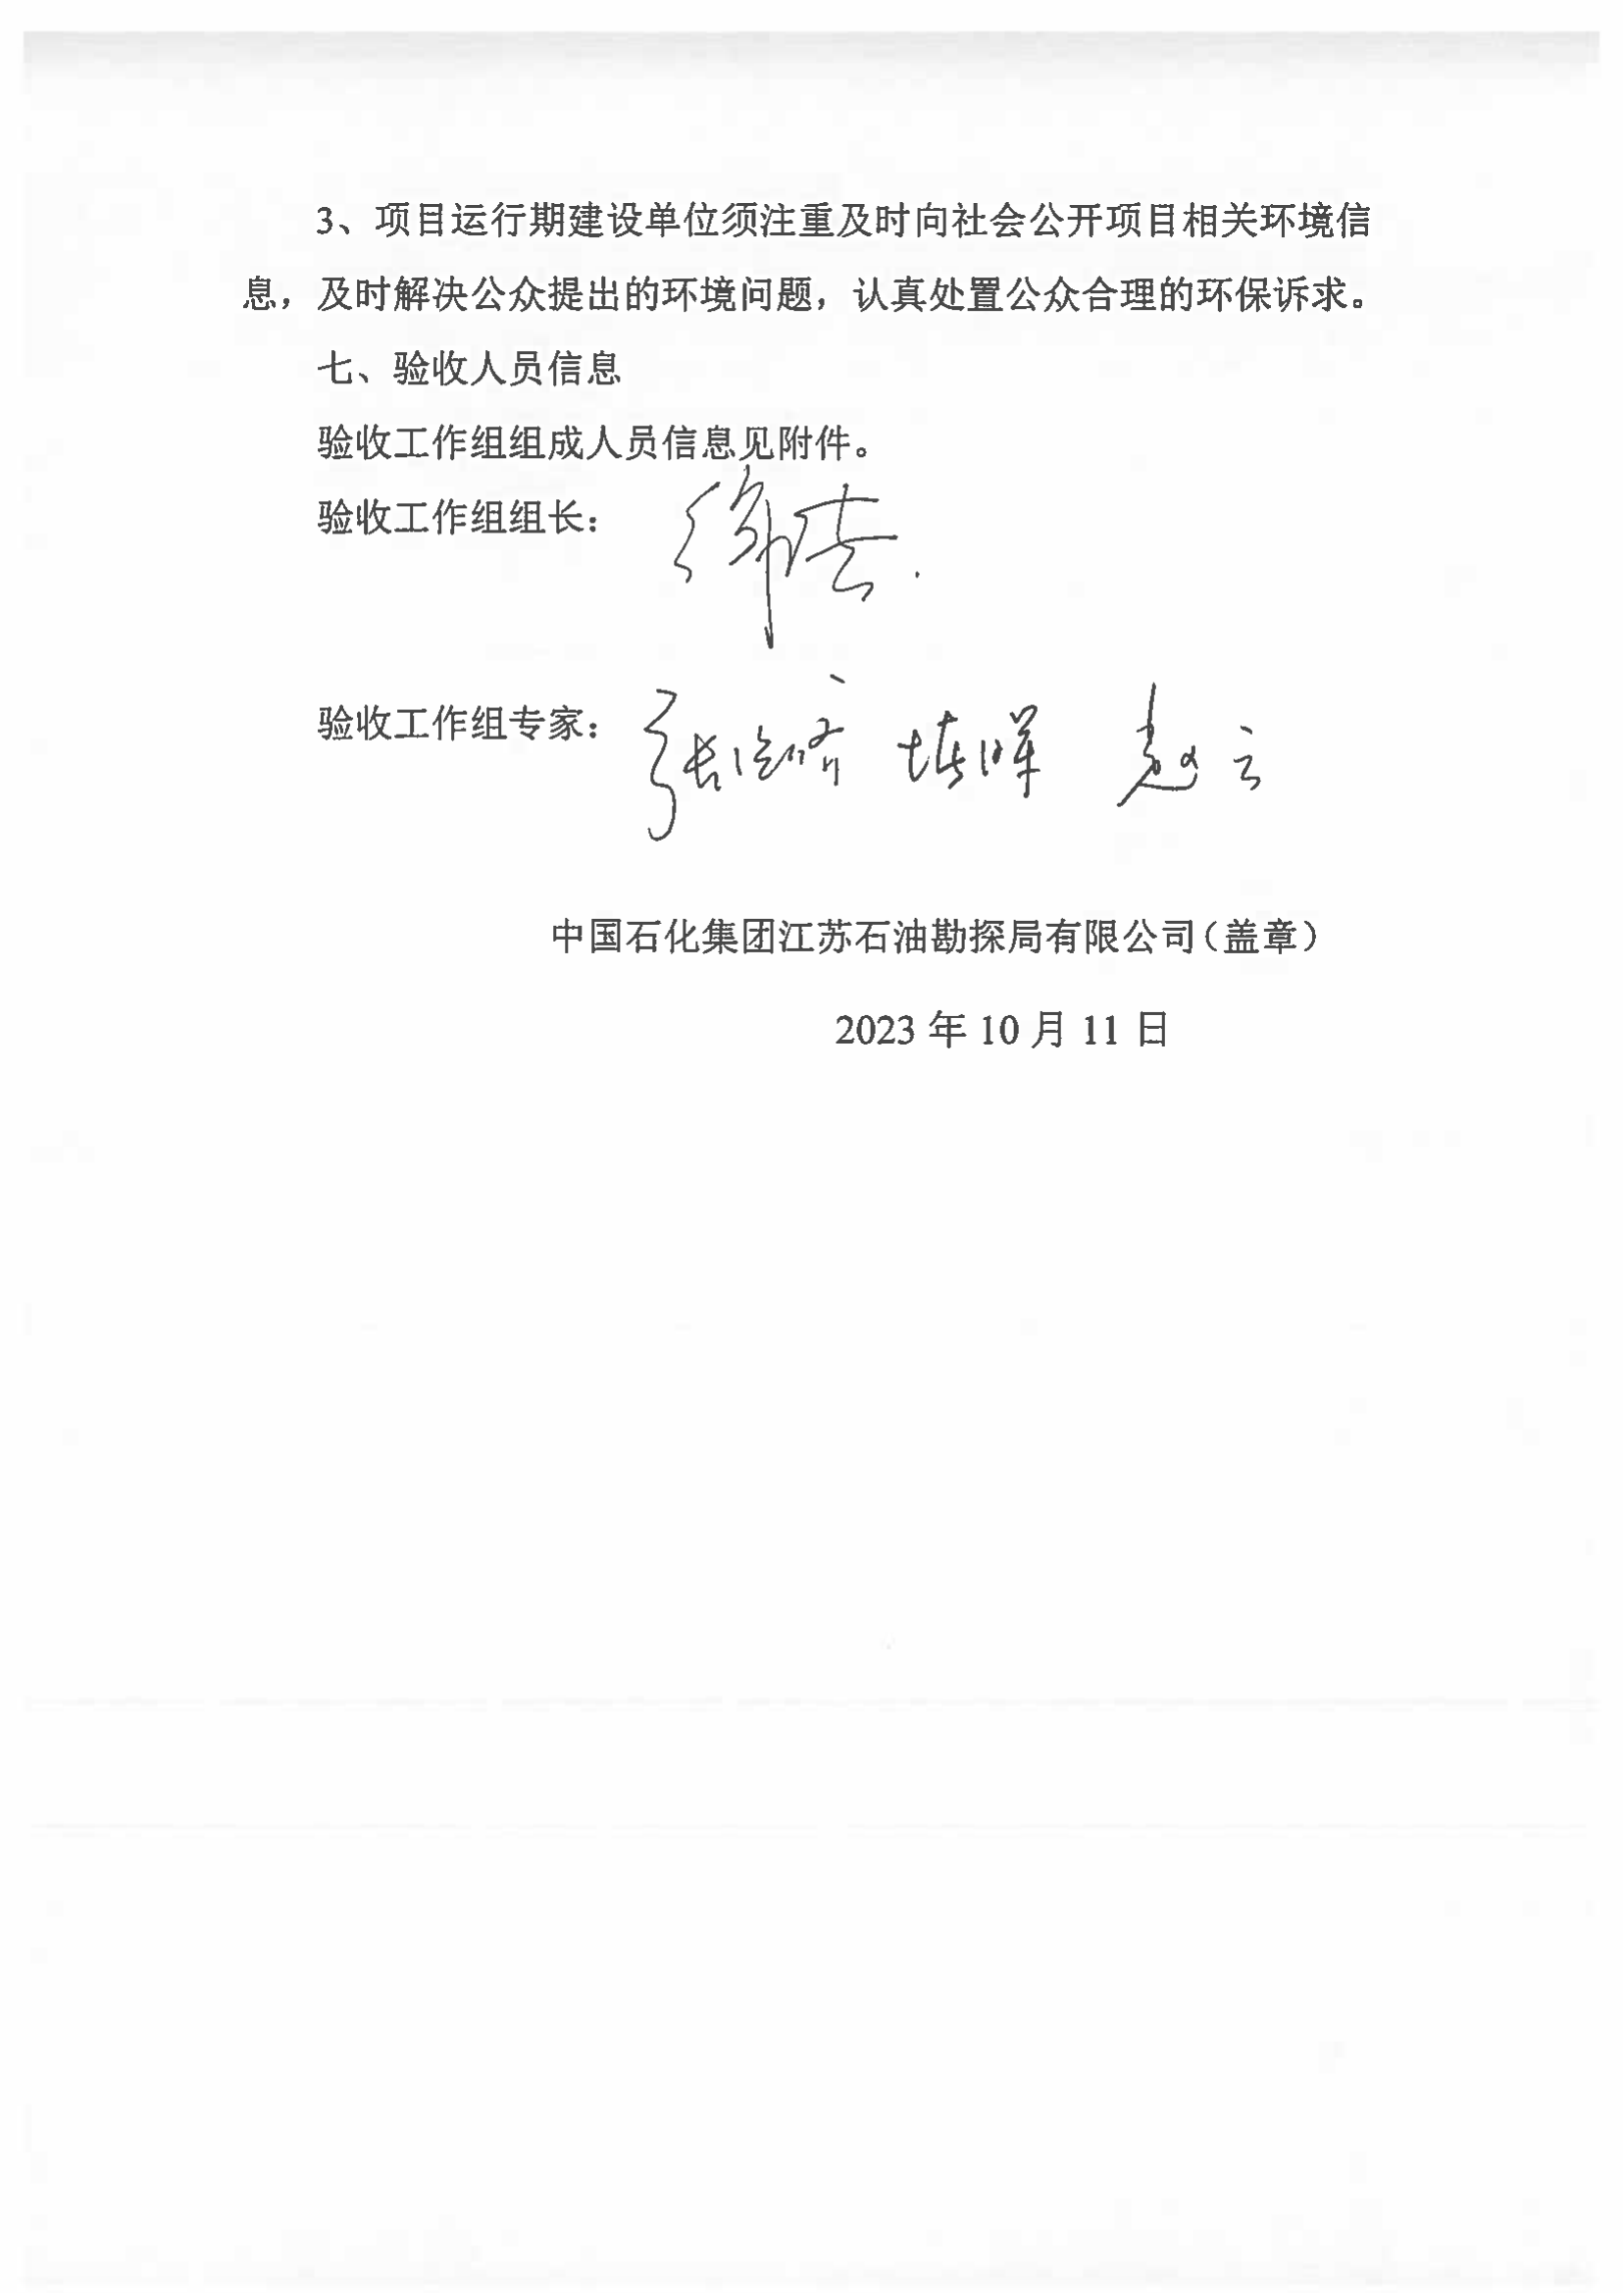 3、项目运行期建设单位须注重及时向社会公开项目相关环境信
息，及时解决公众提出的环境问题，认真处置公众合理的环保诉求。
七、验收人员信息
验收工作组组成人员信息见附件。
验收工作组组长：
验收工作组专家： 赵云
中国石化集团江苏石油勘探局有限公司（盖章）
2023 年 10 月 11 日